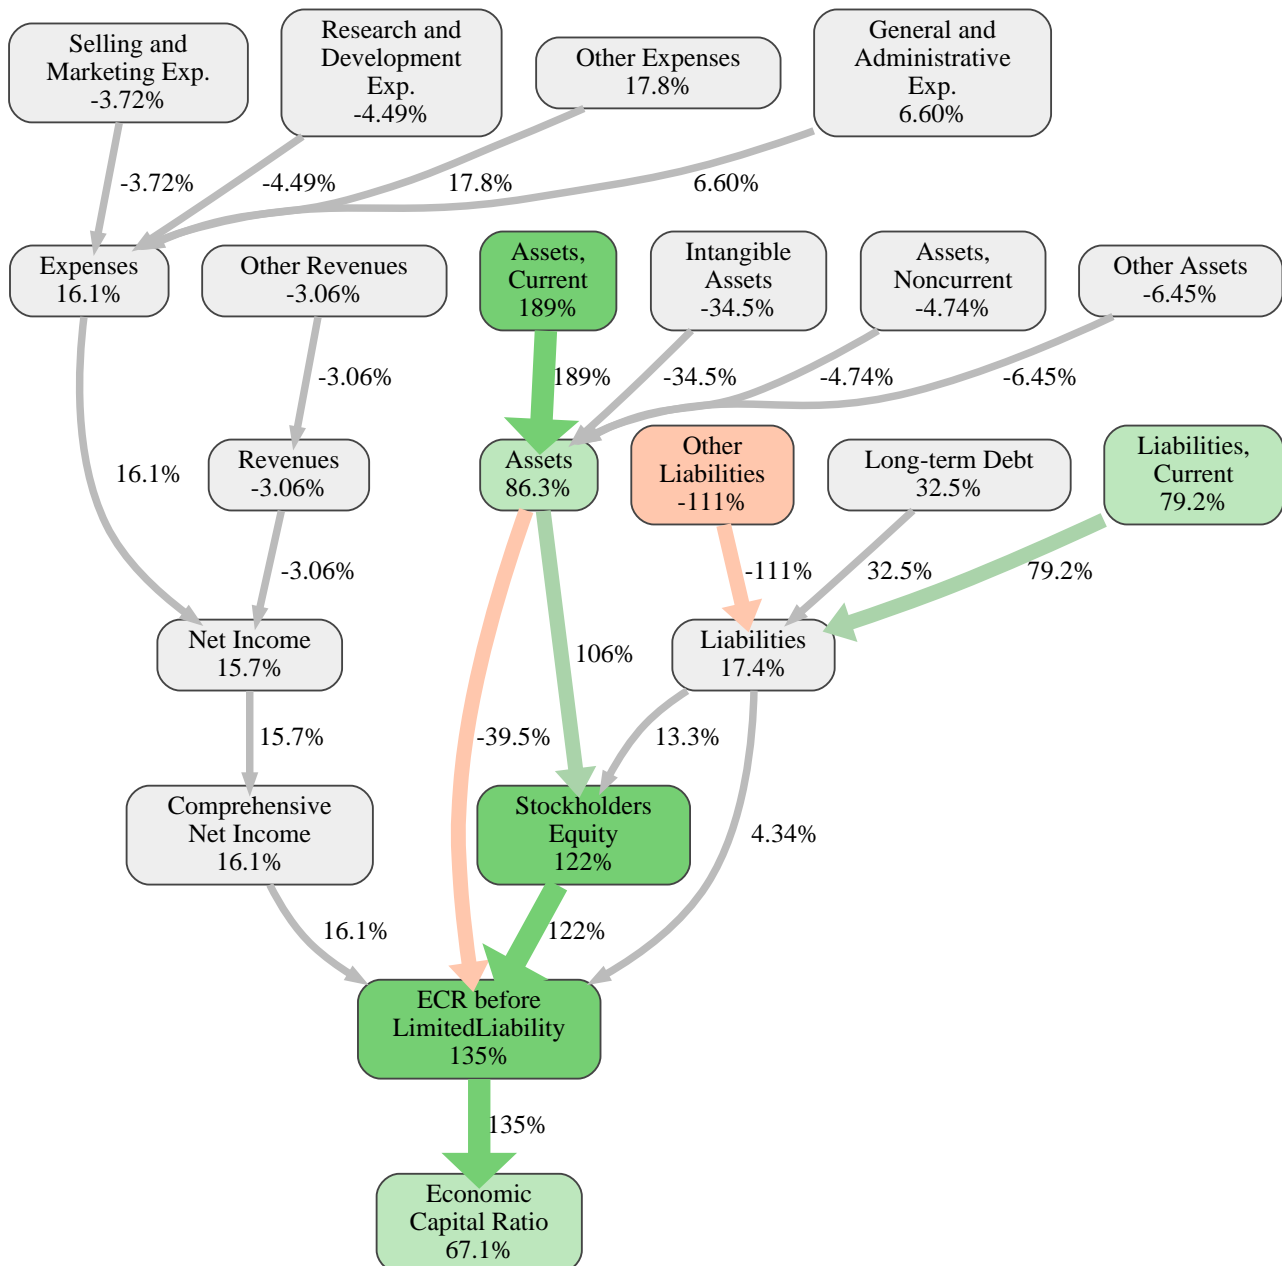 Selling and
Marketing Exp.
-3.72%
Research and
Development
Exp.
-4.49%
Other Expenses
17.8%
General and
Administrative
Exp.
6.60%
-3.72%
-4.49%
17.8%
6.60%
Expenses
16.1%
Other Revenues
-3.06%
Assets,
Current
189%
Intangible
Assets
-34.5%
Assets,
Noncurrent
-4.74%
Other Assets
-6.45%
-3.06%
189%
-34.5%
-4.74%
-6.45%
16.1%
Revenues
-3.06%
Assets
86.3%
Other
Liabilities
-111%
Long-term Debt
32.5%
Liabilities,
Current
79.2%
-3.06%
-111%
32.5%
79.2%
Net Income
15.7%
106%
Liabilities
17.4%
15.7%
-39.5%
13.3%
Comprehensive
Net Income
16.1%
Stockholders
Equity
122%
4.34%
16.1%
122%
ECR before
LimitedLiability
135%
135%
Economic
Capital Ratio
67.1%